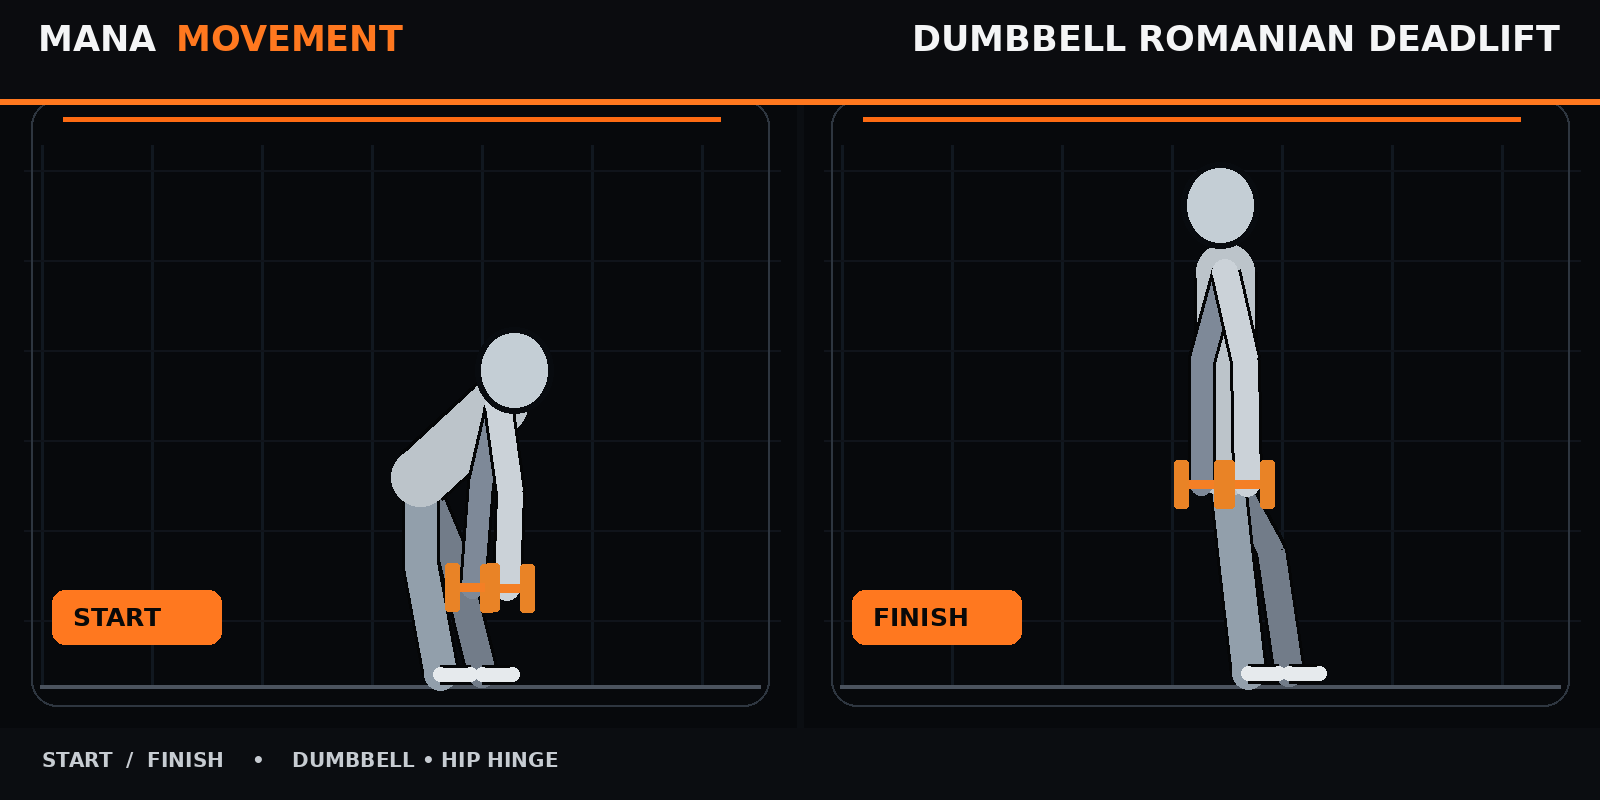 MANA MOVEMENT
DUMBBELL ROMANIAN DEADLIFT
START
FINISH
START / FINISH • DUMBBELL • HIP HINGE